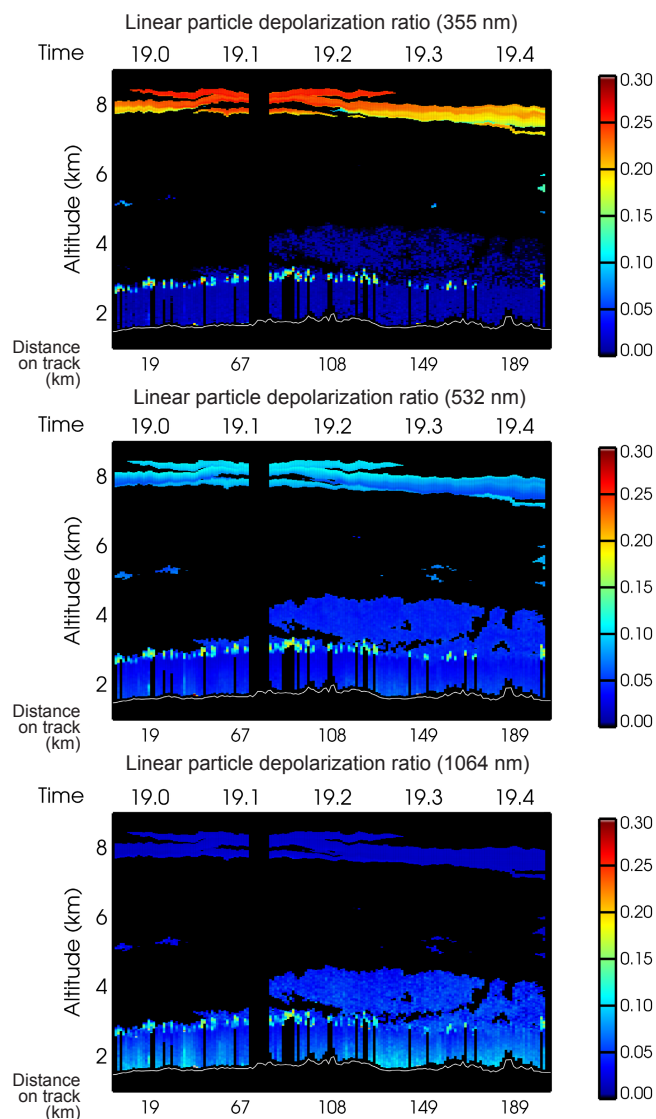 Linear particle depolarization ratio (355 nm)
Time 19.0 19.1 19.2 19.3 19.4
Altitude (km)
8
6
4
2
0.30
0.25
0.20
0.15
0.10
0.05
0.00
Distance on track (km)
19 67 108 149 189
Linear particle depolarization ratio (532 nm)
Time 19.0 19.1 19.2 19.3 19.4
Altitude (km)
8
6
4
2
0.30
0.25
0.20
0.15
0.10
0.05
0.00
Distance on track (km)
19 67 108 149 189
Linear particle depolarization ratio (1064 nm)
Time 19.0 19.1 19.2 19.3 19.4
Altitude (km)
8
6
4
2
0.30
0.25
0.20
0.15
0.10
0.05
0.00
Distance on track (km)
19 67 108 149 189